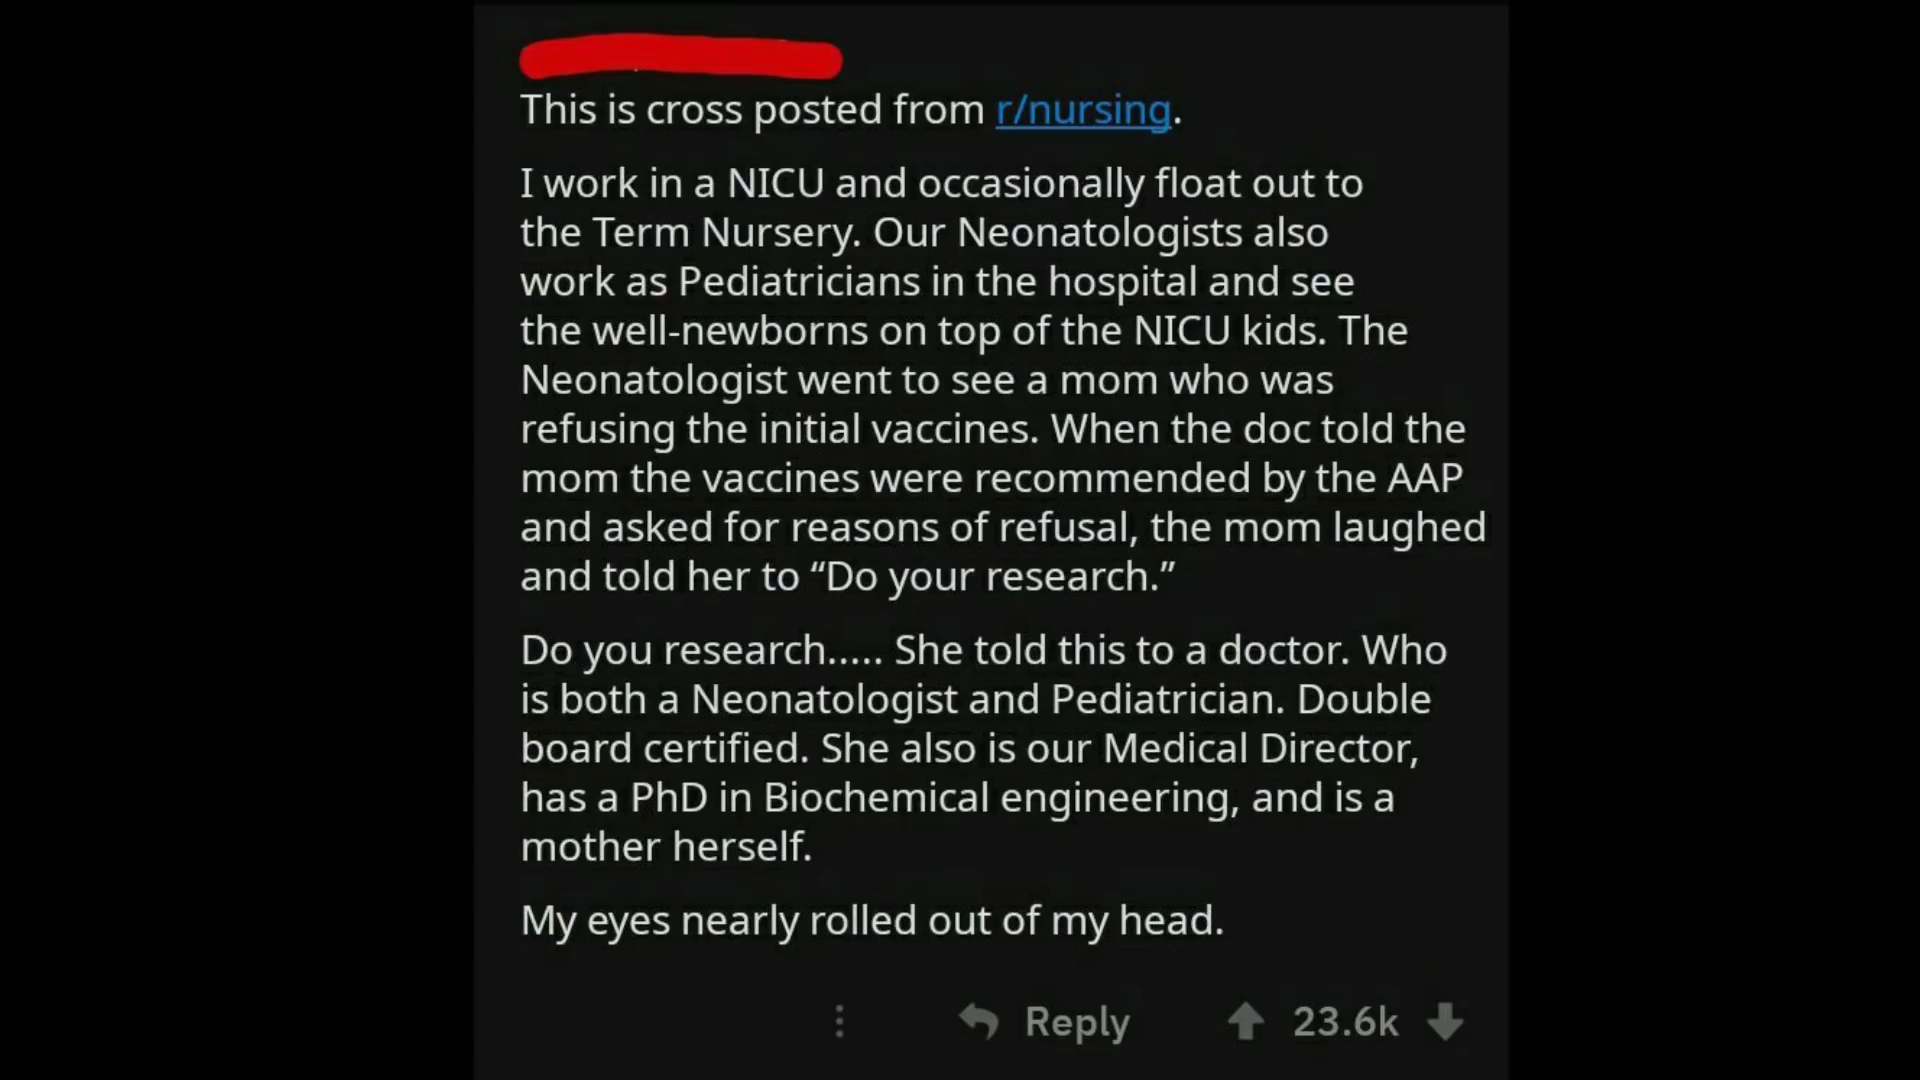 This is cross posted from r/nursing.
I work in a NICU and occasionally float out to
the Term Nursery. Our Neonatologists also
work as Pediatricians in the hospital and see
the well-newborns on top of the NICU kids. The
Neonatologist went to see a mom who was
refusing the initial vaccines. When the doc told the
mom the vaccines were recommended by the AAP
and asked for reasons of refusal, the mom laughed
and told her to “Do your research.”
Do you research..... She told this to a doctor. Who
is both a Neonatologist and Pediatrician. Double
board certified. She also is our Medical Director,
has a PhD in Biochemical engineering, and is a
mother herself.
My eyes nearly rolled out of my head.
Reply 23.6k